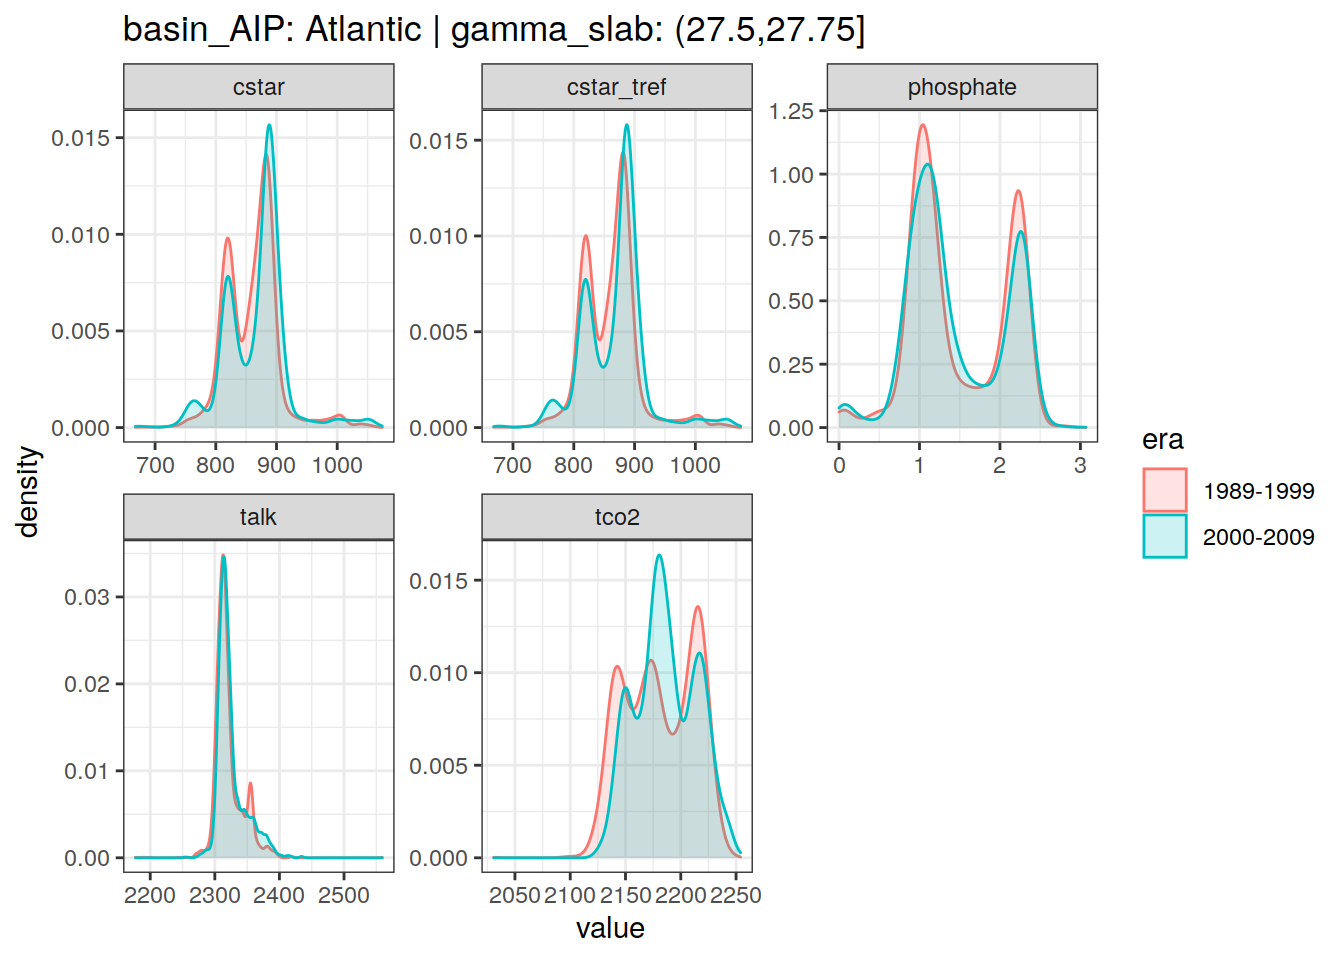 basin_AIP: Atlantic | gamma_slab: (27.5,27.75]
cstar
cstar_tref
phosphate
0.015
0.010
0.005
0.000
700 800 900 1000
0.015
0.010
0.005
0.000
700 800 900 1000
1.25
1.00
0.75
0.50
0.25
0.00
0 1 2 3
talk
tco2
0.03
0.02
0.01
0.00
2200 2300 2400 2500
0.015
0.010
0.005
0.000
2050 2100 2150 2200 2250
density
value
era
1989-1999
2000-2009